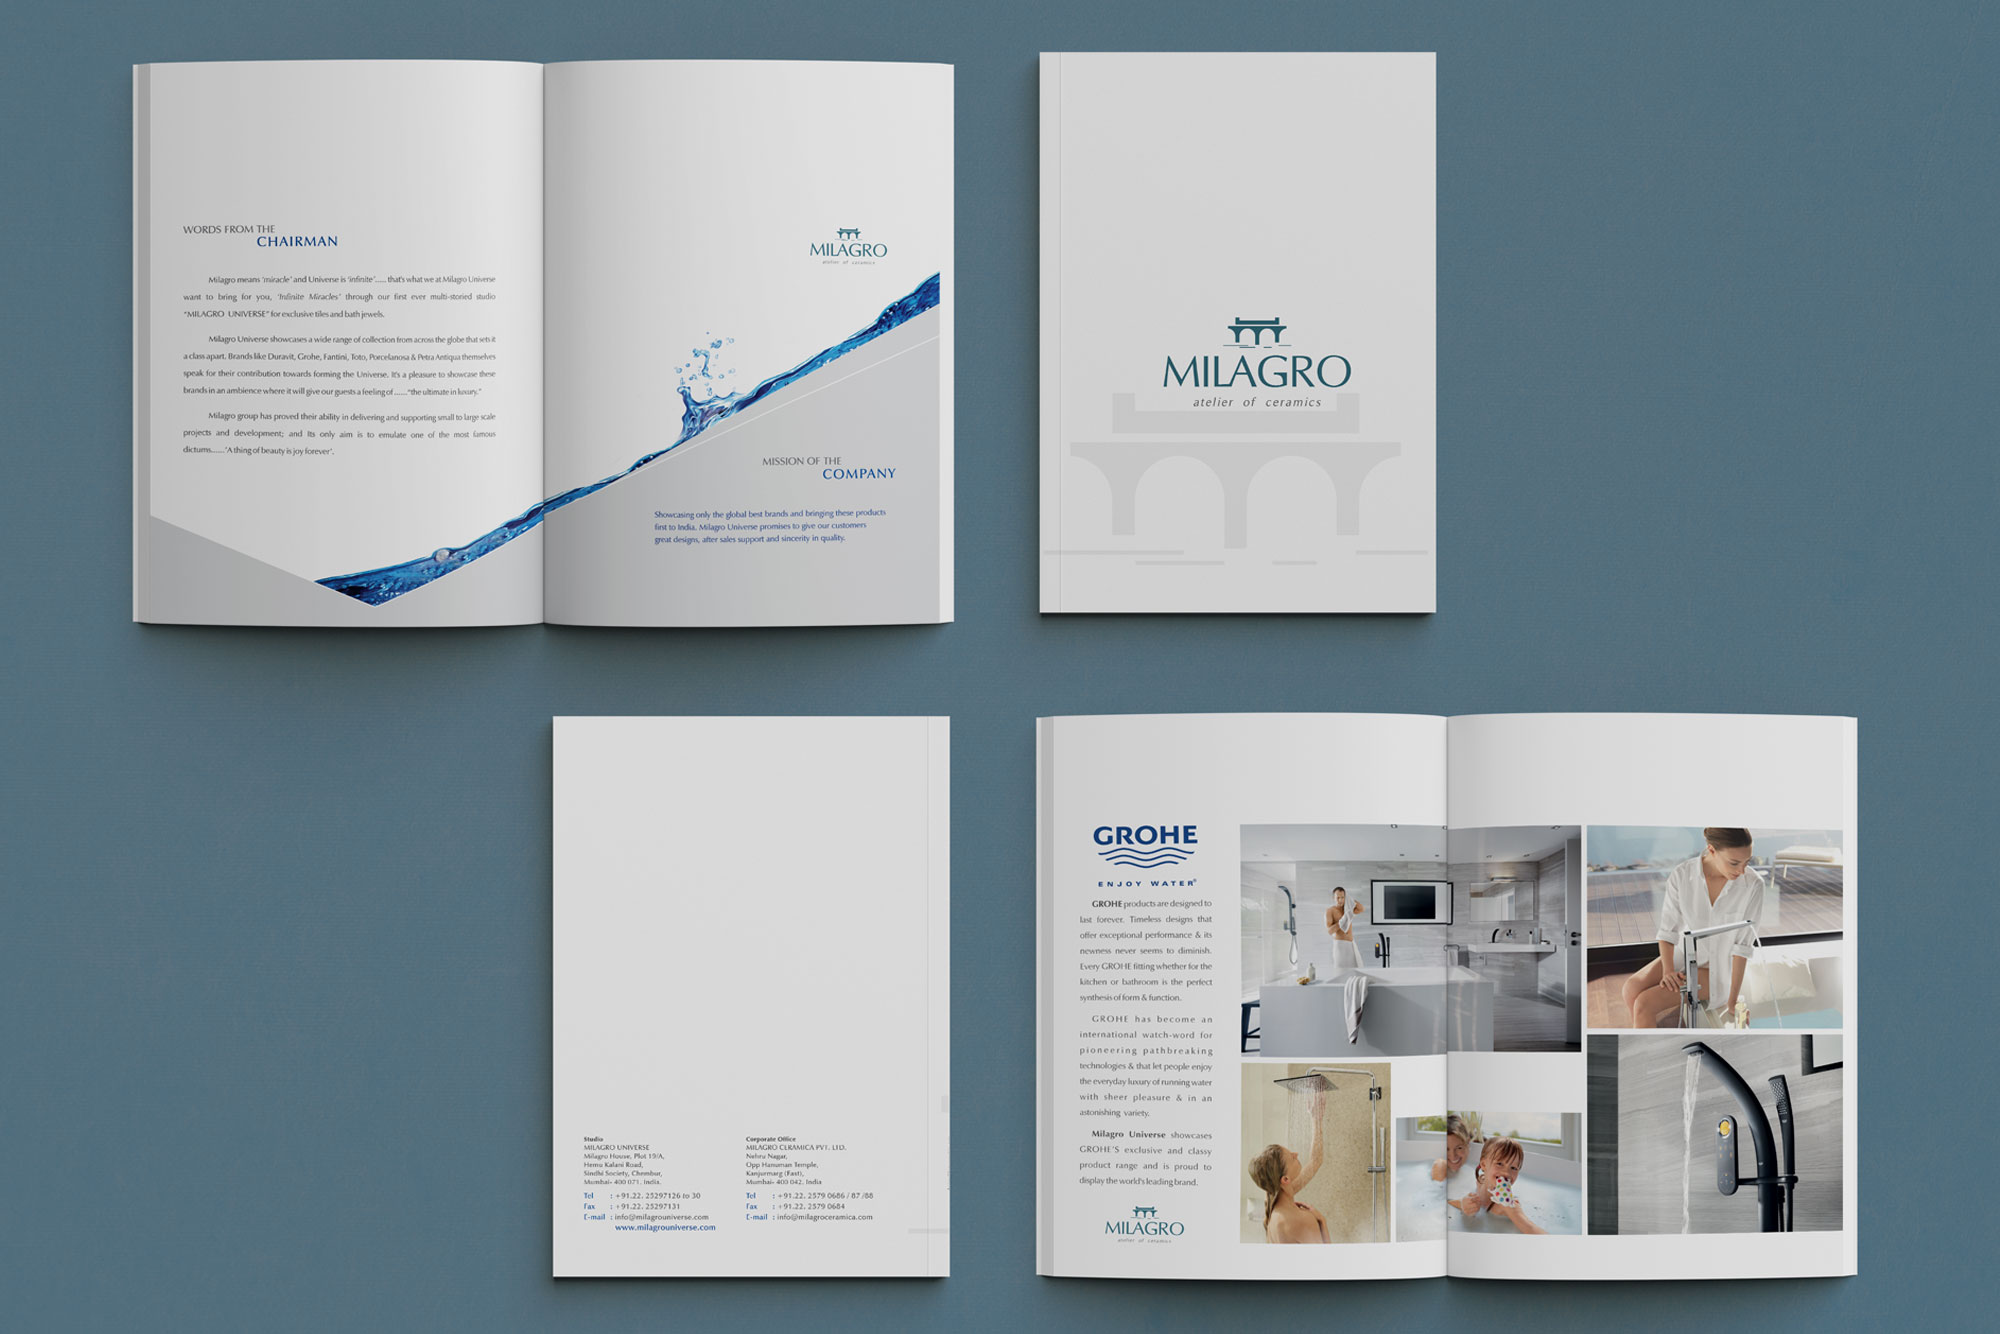 WORDS FROM THE
CHAIRMAN
Milagro means 'miracle' and Universe is 'infinite'..... that's what we at Milagro Universe
want to bring for you, 'Infinite Miracles' through our first ever multi-storied studio
"MILAGRO UNIVERSE" for exclusive tiles and bath jewels.
Milagro Universe showcases a wide range of collection from across the globe that sets it
a class apart. Brands like Duravit, Grohe, Fantini, Toto, Porcelanosa & Petra Antiqua themselves
speak for their contribution towards forming the Universe. It's a pleasure to showcase these
brands in an ambience where it will give our guests a feeling of ......"the ultimate in luxury."
Milagro group has proved their ability in delivering and supporting small to large scale
projects and development; and Its only aim is to emulate one of the most famous
dictums......'A thing of beauty is joy forever'.
MILAGRO
atelier of ceramics
MISSION OF THE
COMPANY
Showcasing only the global best brands and bringing these products
first to India. Milagro Universe promises to give our customers
great designs, after sales support and sincerity in quality.
MILAGRO
atelier of ceramics
Studio
MILAGRO UNIVERSE
Milagro House, Plot 19/A,
Hemu Kalani Road,
Sindhi Society, Chembur,
Mumbai- 400 071. India.
Tel : +91.22. 25297126 to 30
Fax : +91.22. 25297131
E-mail : info@milagrouniverse.com
www.milagrouniverse.com
Corporate Office
MILAGRO CERAMICA PVT. LTD.
Nehru Nagar,
Opp Hanuman Temple,
Kanjurmarg (East),
Mumbai- 400 042. India
Tel : +91.22. 2579 0686 / 87 /88
Fax : +91.22. 2579 0684
E-mail : info@milagroceramica.com
GROHE
ENJOY WATER®
GROHE products are designed to
last forever. Timeless designs that
offer exceptional performance & its
newness never seems to diminish.
Every GROHE fitting whether for the
kitchen or bathroom is the perfect
synthesis of form & function.
GROHE has become an
international watch-word for
pioneering pathbreaking
technologies & that let people enjoy
the everyday luxury of running water
with sheer pleasure & in an
astonishing variety.
Milagro Universe showcases
GROHE'S exclusive and classy
product range and is proud to
display the world's leading brand.
MILAGRO
atelier of ceramics